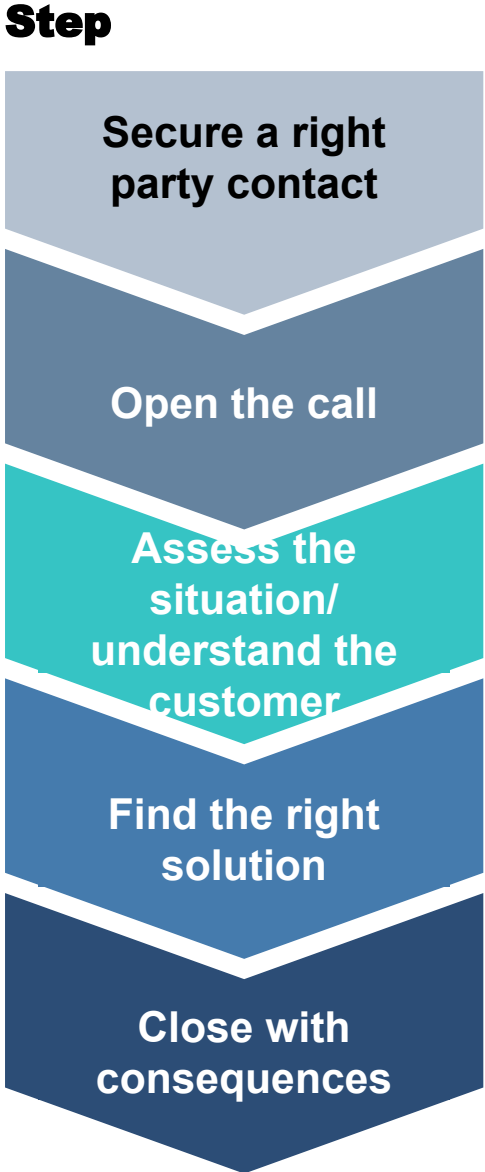 Step
Secure a right
party contact
Open the call
Assess the
situation/
understand the
customer
Find the right
solution
Close with
consequences